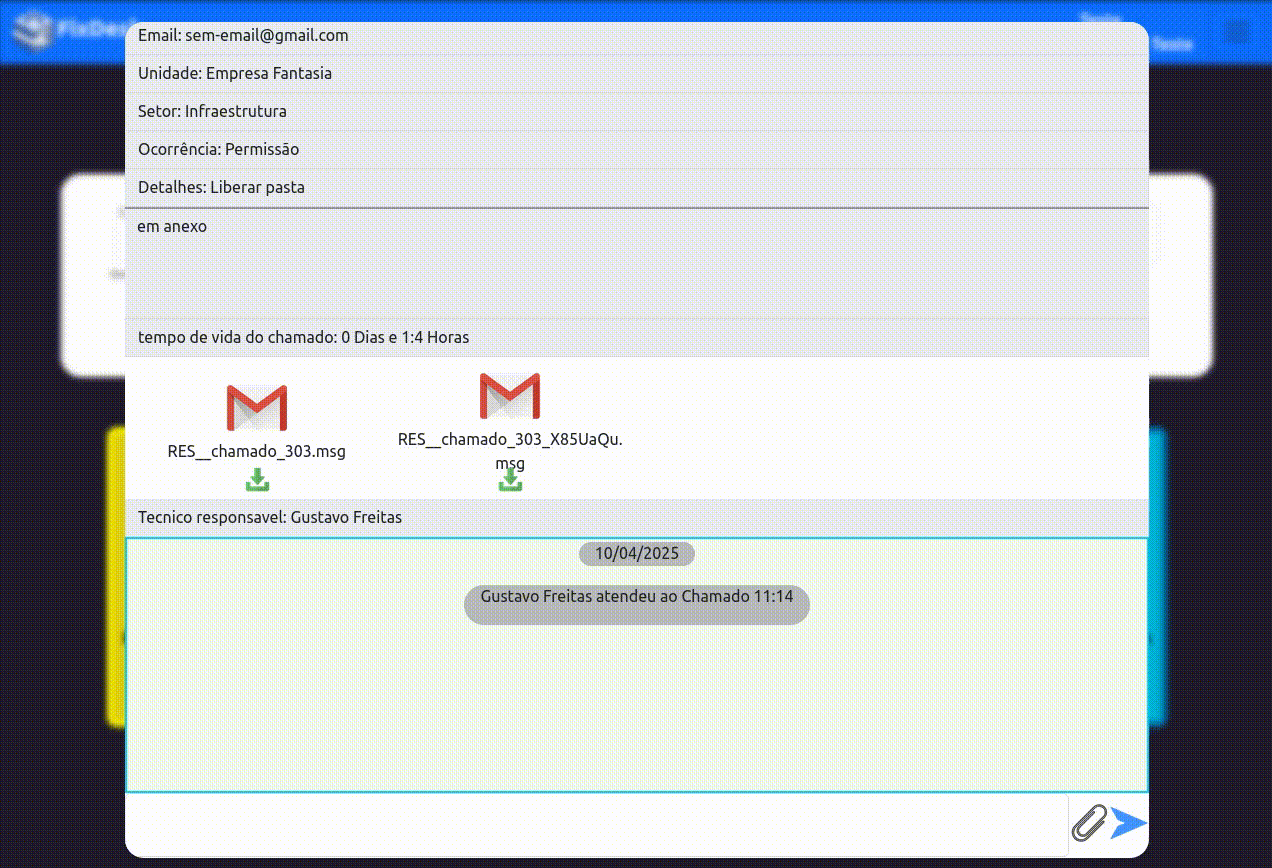 Email: sem-email@gmail.com
Unidade: Empresa Fantasia
Setor: Infraestrutura
Ocorrência: Permissão
Detalhes: Liberar pasta
em anexo
tempo de vida do chamado: 0 Dias e 1:4 Horas
RES__chamado_303.msg
RES__chamado_303_X85UaQu.
msg
Tecnico responsavel: Gustavo Freitas
10/04/2025
Gustavo Freitas atendeu ao Chamado 11:14